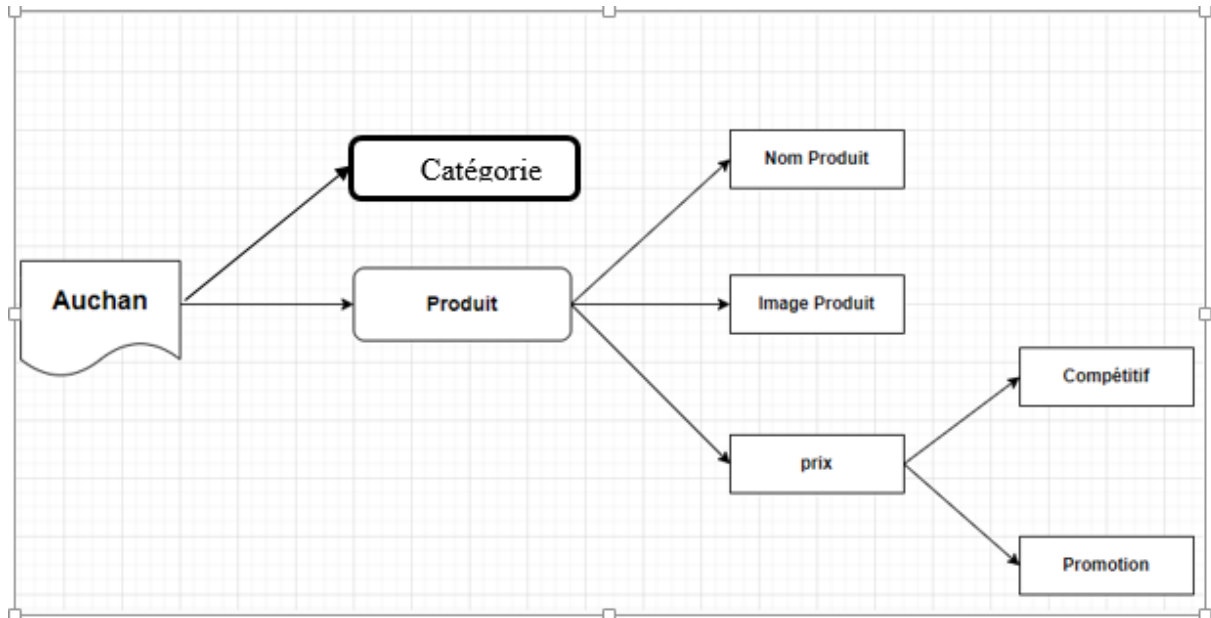 Catégorie
Nom Produit
Auchan
Produit
Image Produit
Compétitif
prix
Promotion